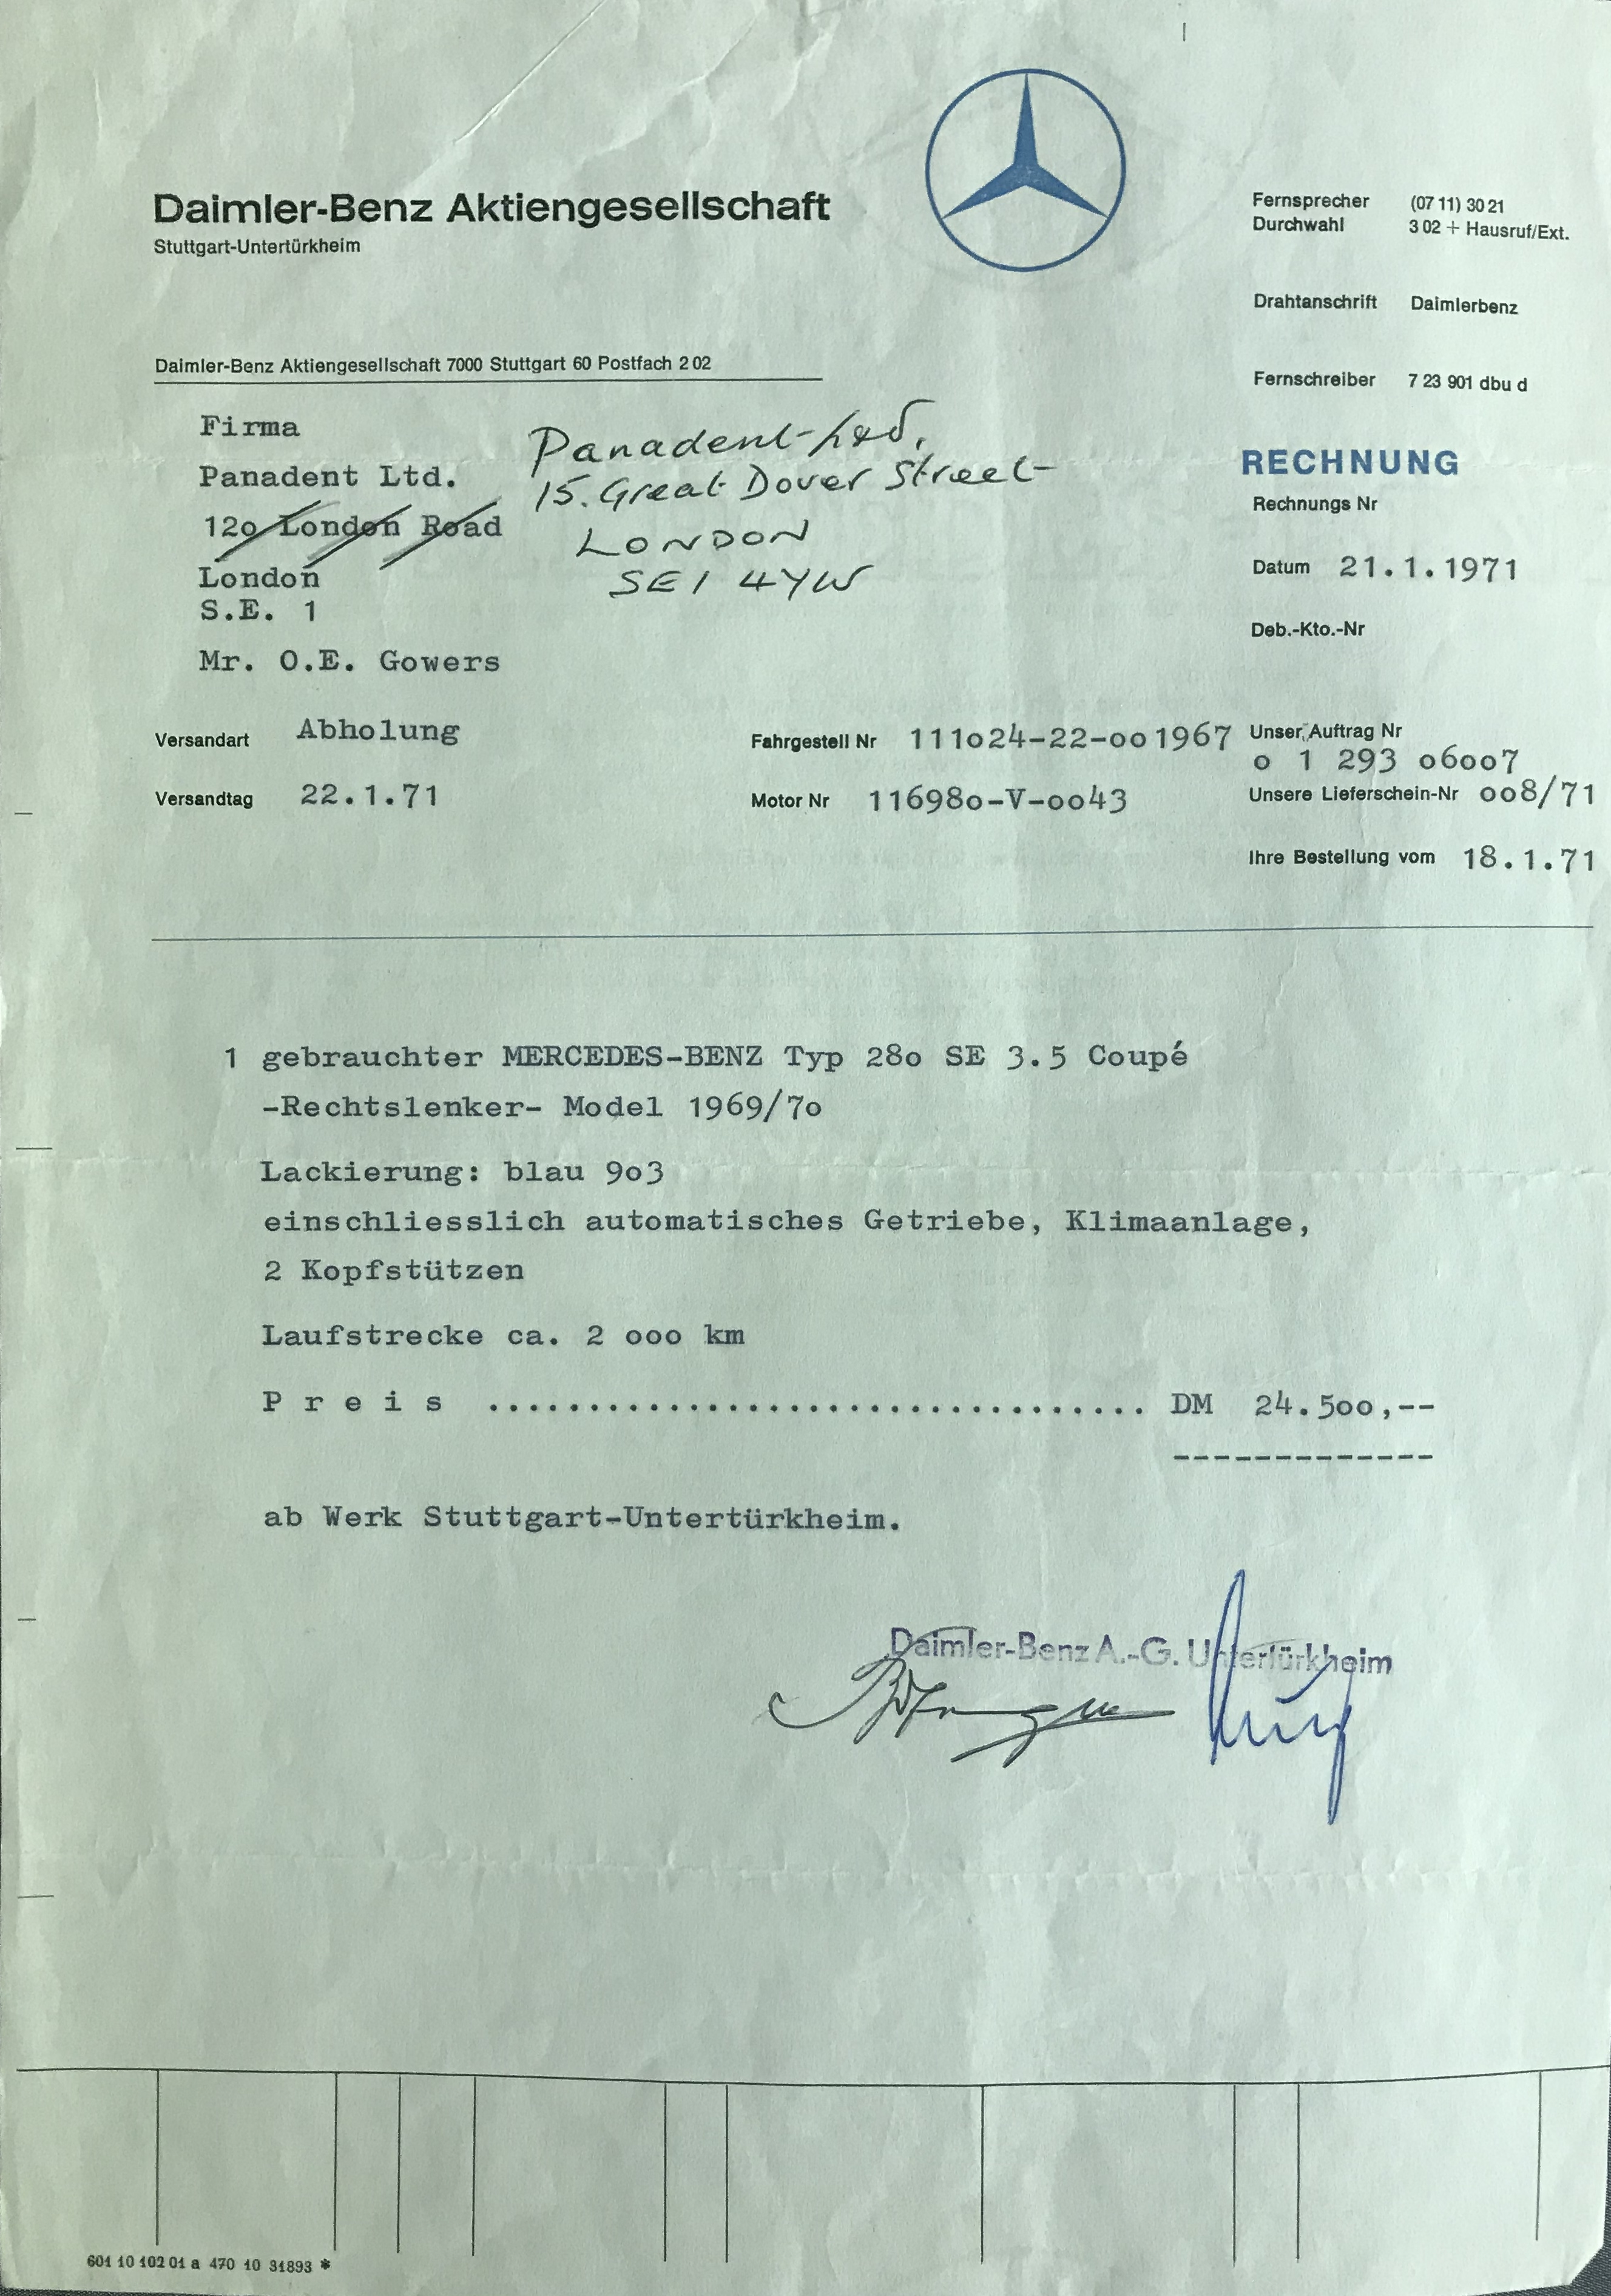 Daimler-Benz Aktiengesellschaft
Stuttgart-Untertürkheim
Fernsprecher (07 11) 30 21
Durchwahl 3 02 + Hausruf/Ext.
Drahtanschrift Daimlerbenz
Fernschreiber 7 23 901 dbu d
Daimler-Benz Aktiengesellschaft 7000 Stuttgart 60 Postfach 2 02
Firma
Panadent Ltd.
12o London Road
London
S.E. 1
Mr. O.E. Gowers
Panadent Ltd,
15. Great Dover Street
LONDON
SE1 4YW
RECHNUNG
Rechnungs Nr
Datum 21.1.1971
Deb.-Kto.-Nr
Versandart Abholung
Versandtag 22.1.71
Fahrgestell Nr 111o24-22-oo1967
Motor Nr 11698o-V-oo43
Unser Auftrag Nr
o 1 293 o6oo7
Unsere Lieferschein-Nr oo8/71
Ihre Bestellung vom 18.1.71
1 gebrauchter MERCEDES-BENZ Typ 28o SE 3.5 Coupé
-Rechtslenker- Model 1969/7o
Lackierung: blau 9o3
einschliesslich automatisches Getriebe, Klimaanlage,
2 Kopfstützen
Laufstrecke ca. 2 ooo km
P r e i s ................................. DM 24.5oo,--
-------------
ab Werk Stuttgart-Untertürkheim.
Daimler-Benz A.-G. Untertürkheim
601 10 102 01 a 470 10 31893 *